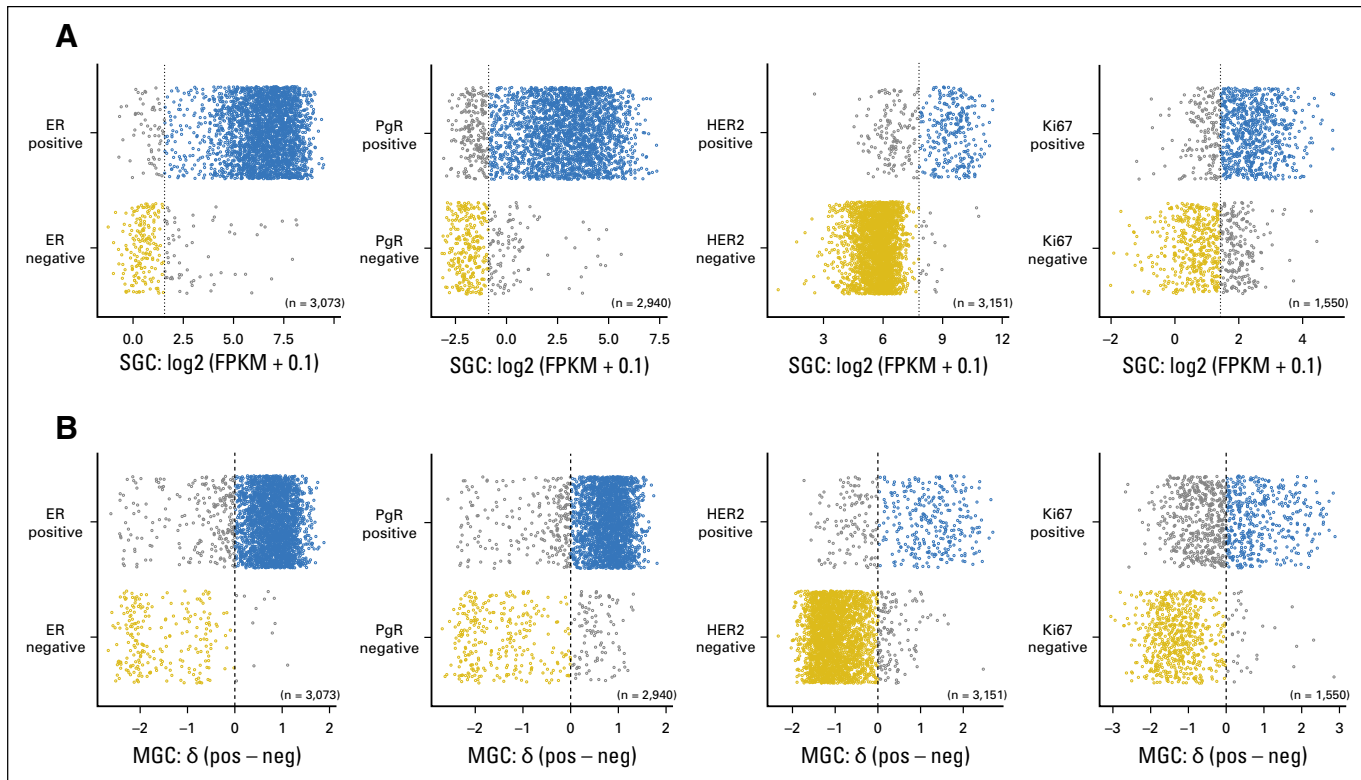 A
ER
positive
ER
negative
(n = 3,073)
0.0 2.5 5.0 7.5
SGC: log2 (FPKM + 0.1)
PgR
positive
PgR
negative
(n = 2,940)
−2.5 0.0 2.5 5.0 7.5
SGC: log2 (FPKM + 0.1)
HER2
positive
HER2
negative
(n = 3,151)
3 6 9 12
SGC: log2 (FPKM + 0.1)
Ki67
positive
Ki67
negative
(n = 1,550)
−2 0 2 4
SGC: log2 (FPKM + 0.1)
B
ER
positive
ER
negative
(n = 3,073)
−2 −1 0 1 2
MGC: δ (pos – neg)
PgR
positive
PgR
negative
(n = 2,940)
−2 −1 0 1 2
MGC: δ (pos – neg)
HER2
positive
HER2
negative
(n = 3,151)
−2 −1 0 1 2
MGC: δ (pos – neg)
Ki67
positive
Ki67
negative
(n = 1,550)
−3 −2 −1 0 1 2 3
MGC: δ (pos – neg)